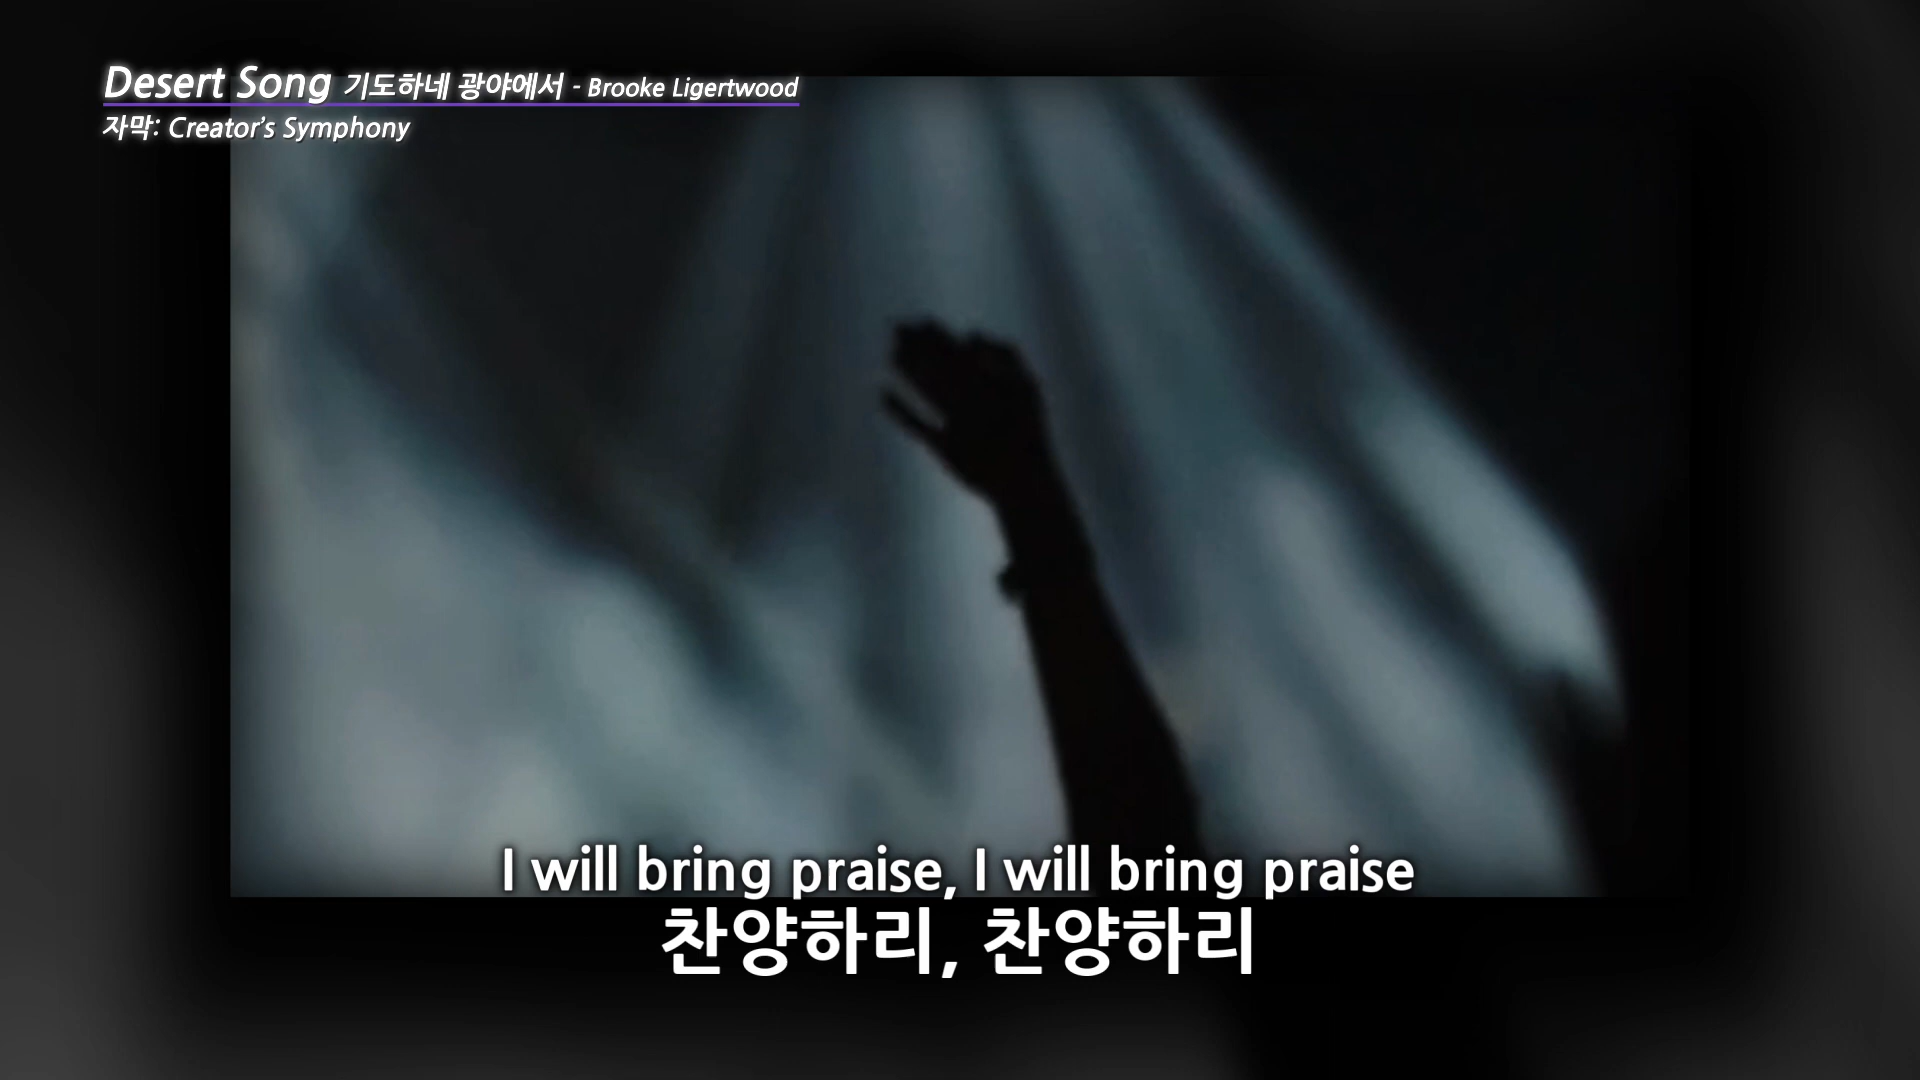 Desert Song 기도하네 광야에서 - Brooke Ligertwood
자막: Creator's Symphony
I will bring praise, I will bring praise
찬양하리, 찬양하리